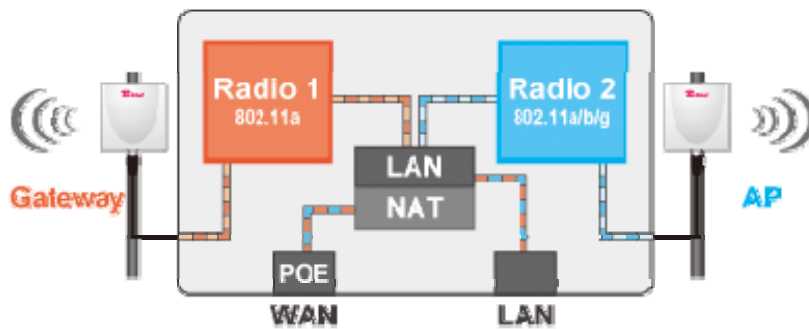 Radio 1
802.11a
Radio 2
802.11a/b/g
LAN
NAT
Gateway
AP
POE
WAN
LAN